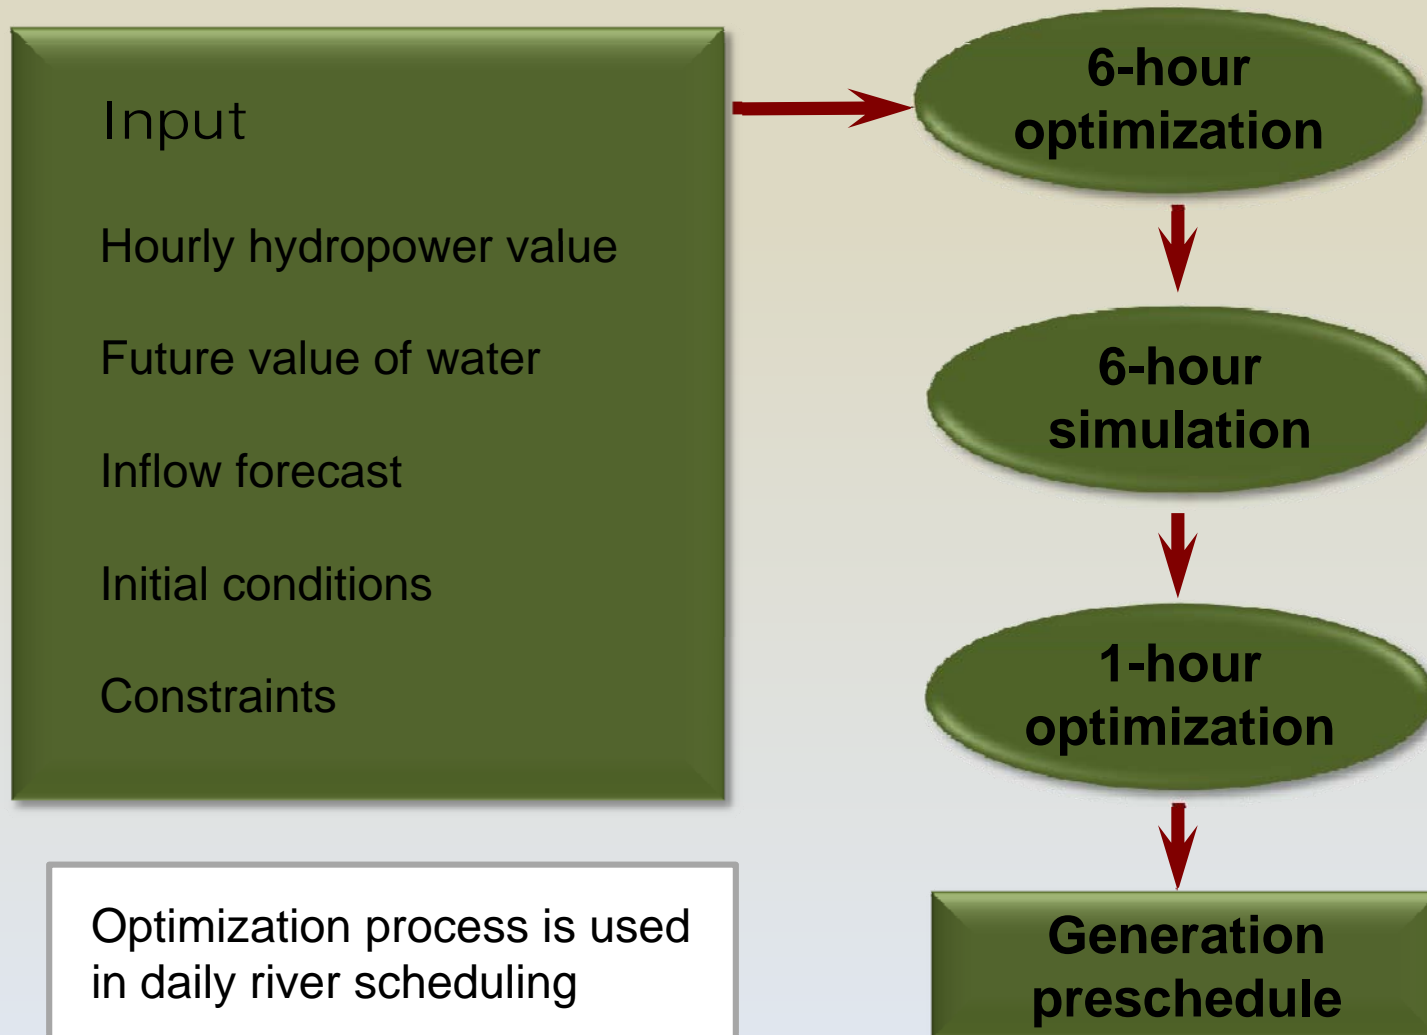 Input
Hourly hydropower value
Future value of water
Inflow forecast
Initial conditions
Constraints
Optimization process is used
in daily river scheduling
6-hour
optimization
6-hour
simulation
1-hour
optimization
Generation
preschedule